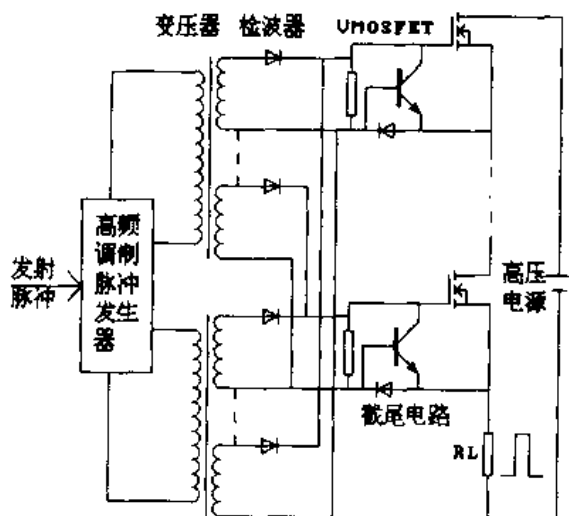 变压器 检波器 VMOSFET
高频
调制
脉冲
发生
器
发射
脉冲
高压
电源
截尾电路
RL